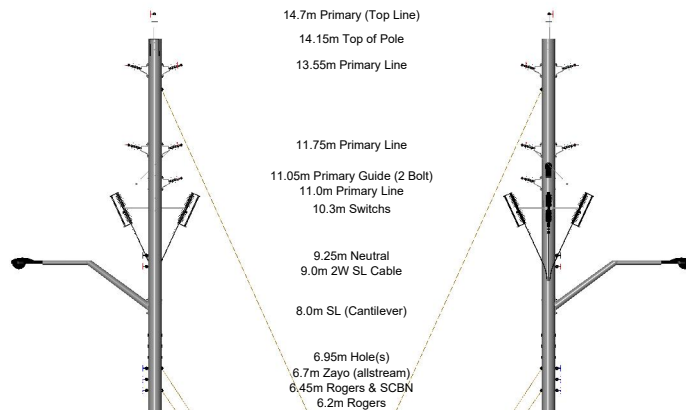 14.7m Primary (Top Line)
14.15m Top of Pole
13.55m Primary Line
11.75m Primary Line
11.05m Primary Guide (2 Bolt)
11.0m Primary Line
10.3m Switchs
9.25m Neutral
9.0m 2W SL Cable
8.0m SL (Cantilever)
6.95m Hole(s)
6.7m Zayo (allstream)
6.45m Rogers & SCBN
6.2m Rogers